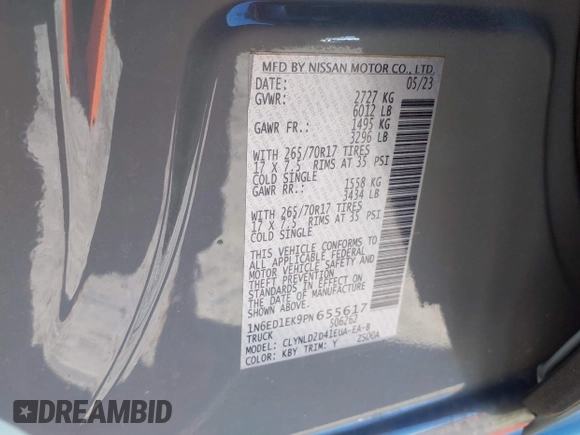 MFD BY NISSAN MOTOR CO., LTD.
DATE: 05/23
GVWR: 2727 KG
6012 LB
GAWR FR.: 1495 KG
3296 LB
WITH 265/70R17 TIRES
17 X 7.5 RIMS AT 35 PSI
COLD SINGLE
GAWR RR.: 1558 KG
3434 LB
WITH 265/70R17 TIRES
17 X 7.5 RIMS AT 35 PSI
COLD SINGLE
THIS VEHICLE CONFORMS TO
ALL APPLICABLE FEDERAL
MOTOR VEHICLE SAFETY AND
STANDARDS IN EFFECT ON
THE DATE OF MANUFACTURE
SHOWN ABOVE.
1N6ED1EK9PN655617
TRUCK 506262
MODEL: CLYNLD2D41EUA-EA-B
COLOR: KBY TRIM: Y
DREAMBID